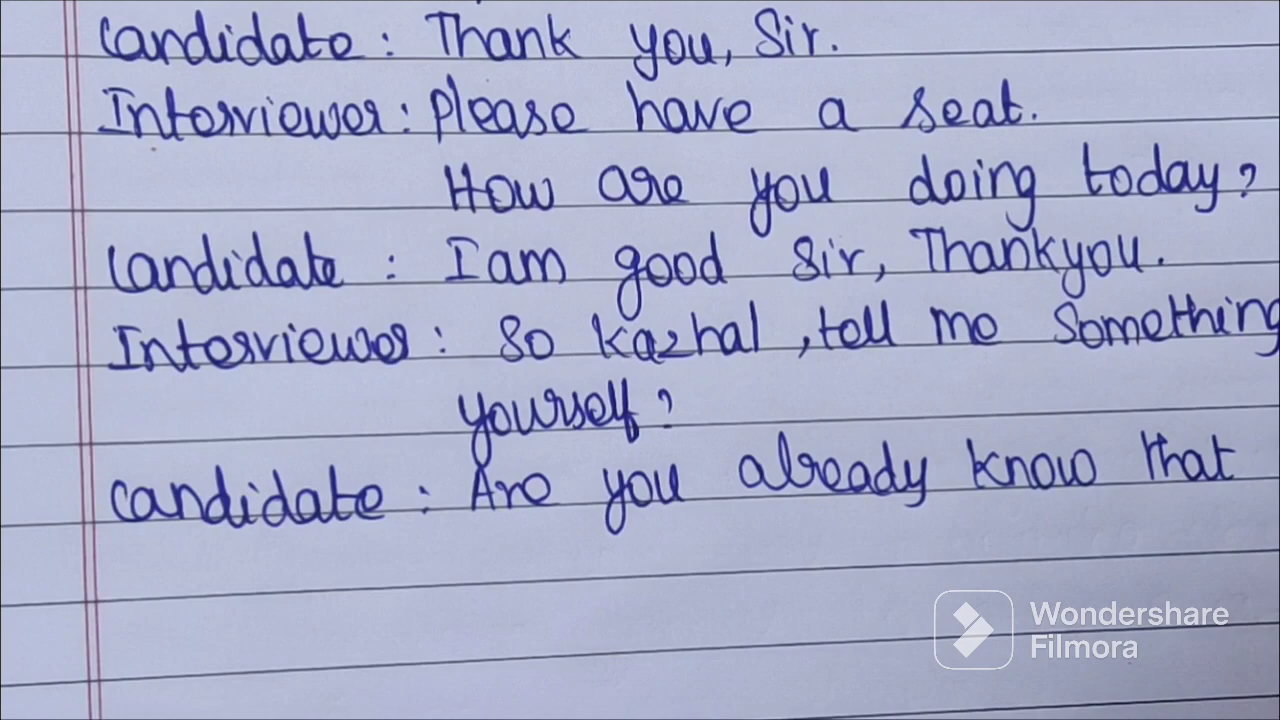 Candidate: Thank you, Sir.
Interviewer: Please have a seat.
How are you doing today?
Candidate: I am good Sir, Thankyou.
Interviewer: So Kazhal, tell me Something
yourself?
Candidate: Are you already know that
Wondershare
Filmora